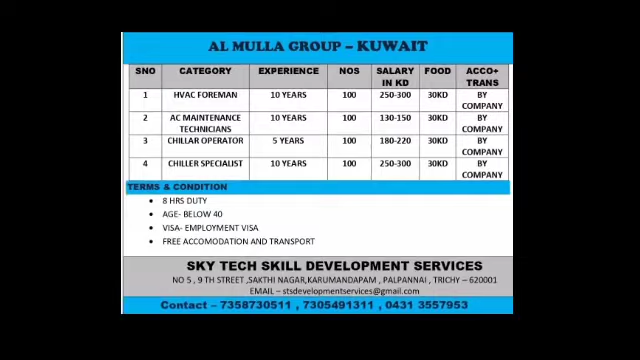 AL MULLA GROUP – KUWAIT
SNO CATEGORY EXPERIENCE NOS SALARY IN KD FOOD ACCO+ TRANS
1 HVAC FOREMAN 10 YEARS 100 250-300 30KD BY COMPANY
2 AC MAINTENANCE TECHNICIANS 10 YEARS 100 130-150 30KD BY COMPANY
3 CHILLAR OPERATOR 5 YEARS 100 180-220 30KD BY COMPANY
4 CHILLER SPECIALIST 10 YEARS 100 250-300 30KD BY COMPANY
TERMS & CONDITION
• 8 HRS DUTY
• AGE- BELOW 40
• VISA- EMPLOYMENT VISA
• FREE ACCOMODATION AND TRANSPORT
SKY TECH SKILL DEVELOPMENT SERVICES
NO 5 , 9 TH STREET ,SAKTHI NAGAR,KARUMANDAPAM , PALPANNAI , TRICHY – 620001
EMAIL – stsdevelopmentservices@gmail.com
Contact – 7358730511 , 7305491311 , 0431 3557953